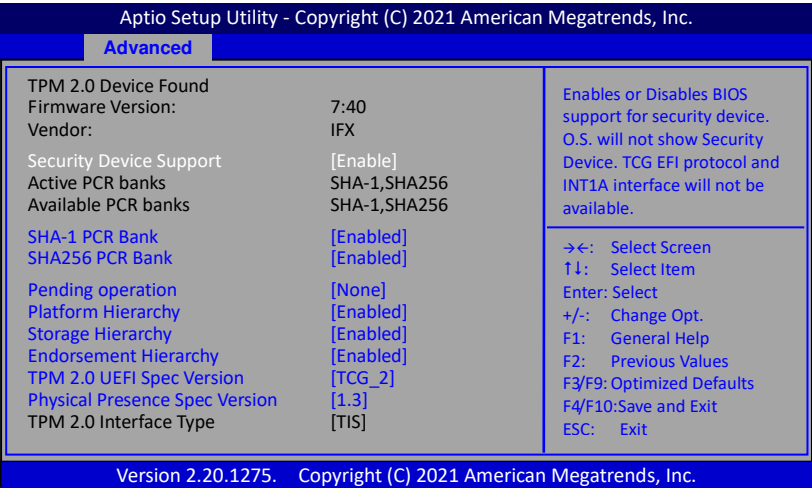 Aptio Setup Utility - Copyright (C) 2021 American Megatrends, Inc.
Advanced
TPM 2.0 Device Found
Firmware Version: 7:40
Vendor: IFX
Security Device Support [Enable]
Active PCR banks SHA-1,SHA256
Available PCR banks SHA-1,SHA256
SHA-1 PCR Bank [Enabled]
SHA256 PCR Bank [Enabled]
Pending operation [None]
Platform Hierarchy [Enabled]
Storage Hierarchy [Enabled]
Endorsement Hierarchy [Enabled]
TPM 2.0 UEFI Spec Version [TCG_2]
Physical Presence Spec Version [1.3]
TPM 2.0 Interface Type [TIS]
Enables or Disables BIOS
support for security device.
O.S. will not show Security
Device. TCG EFI protocol and
INT1A interface will not be
available.
→←: Select Screen
↑↓: Select Item
Enter: Select
+/-: Change Opt.
F1: General Help
F2: Previous Values
F3/F9: Optimized Defaults
F4/F10:Save and Exit
ESC: Exit
Version 2.20.1275. Copyright (C) 2021 American Megatrends, Inc.